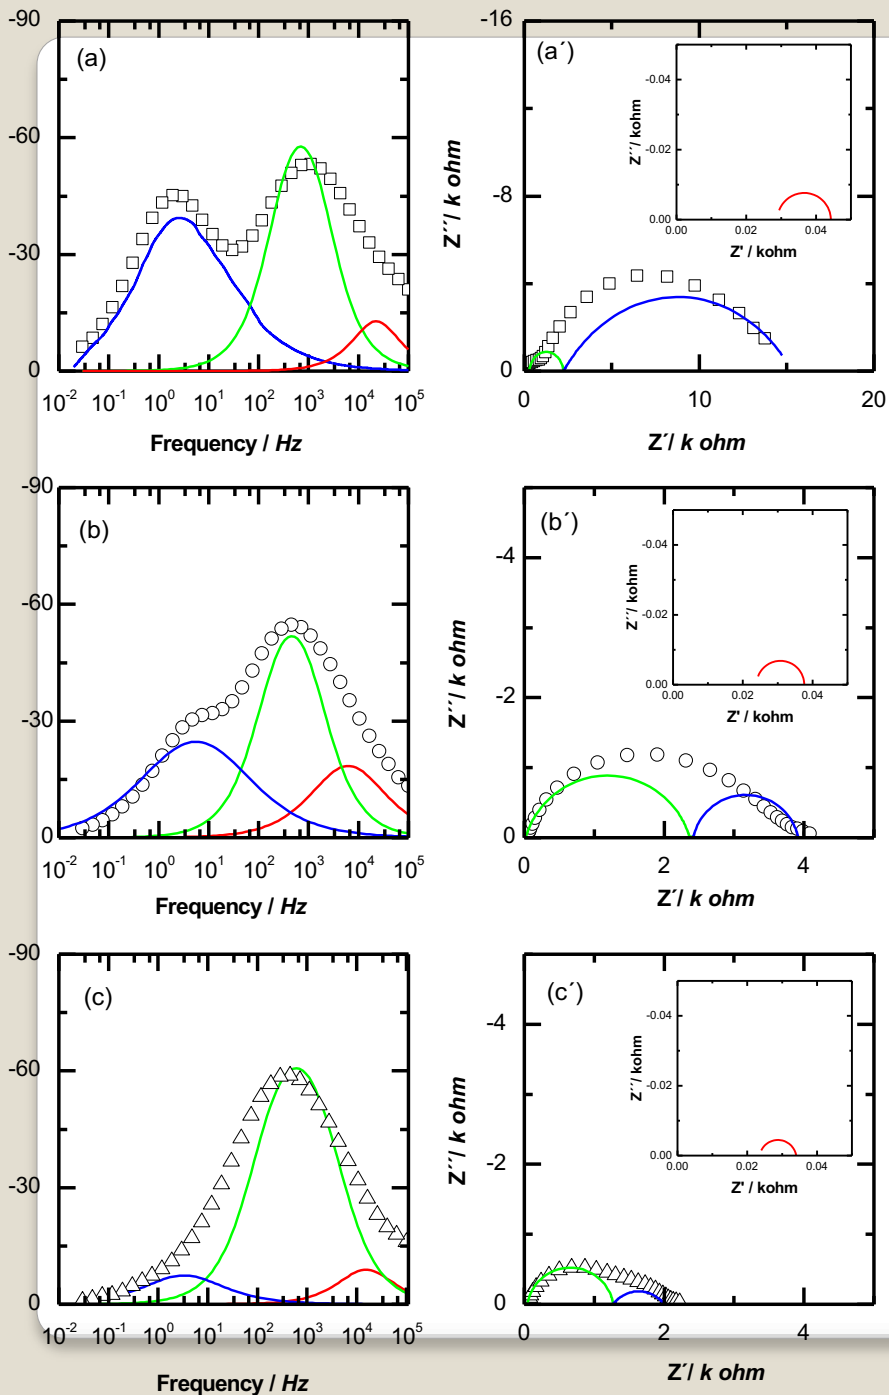 -90
-60
-30
0
(a)
10-2 10-1 100 101 102 103 104 105
Frequency / Hz
-16
-8
0
Z´´/ k ohm
(a´)
-0.04
-0.02
0.00
Z´´/ kohm
0.00 0.02 0.04
Z' / kohm
0 10 20
Z´/ k ohm
-90
-60
-30
0
(b)
10-2 10-1 100 101 102 103 104 105
Frequency / Hz
-4
-2
0
Z´´/ k ohm
(b´)
-0.04
-0.02
0.00
Z´´/ kohm
0.00 0.02 0.04
Z' / kohm
0 2 4
Z´/ k ohm
-90
-60
-30
0
(c)
10-2 10-1 100 101 102 103 104 105
Frequency / Hz
-4
-2
0
Z´´/ k ohm
(c´)
-0.04
-0.02
0.00
Z´´/ kohm
0.00 0.02 0.04
Z' / kohm
0 2 4
Z´/ k ohm